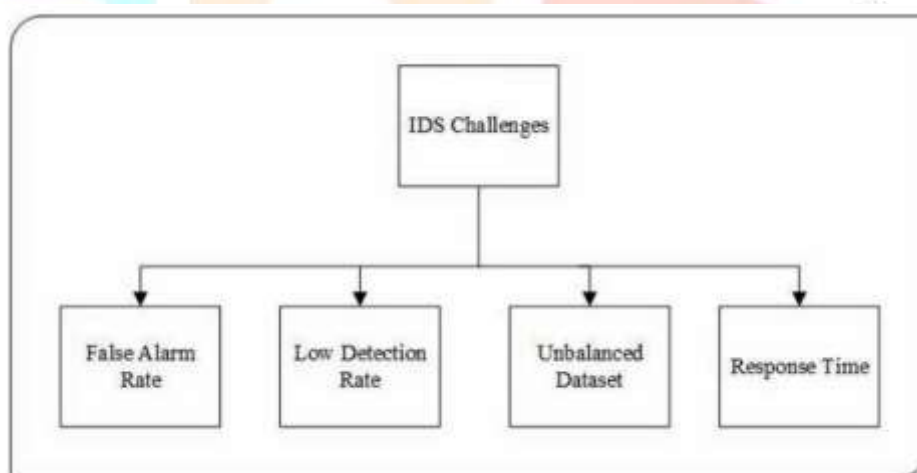 IDS Challenges
False Alarm
Rate
Low Detection
Rate
Unbalanced
Dataset
Response Time